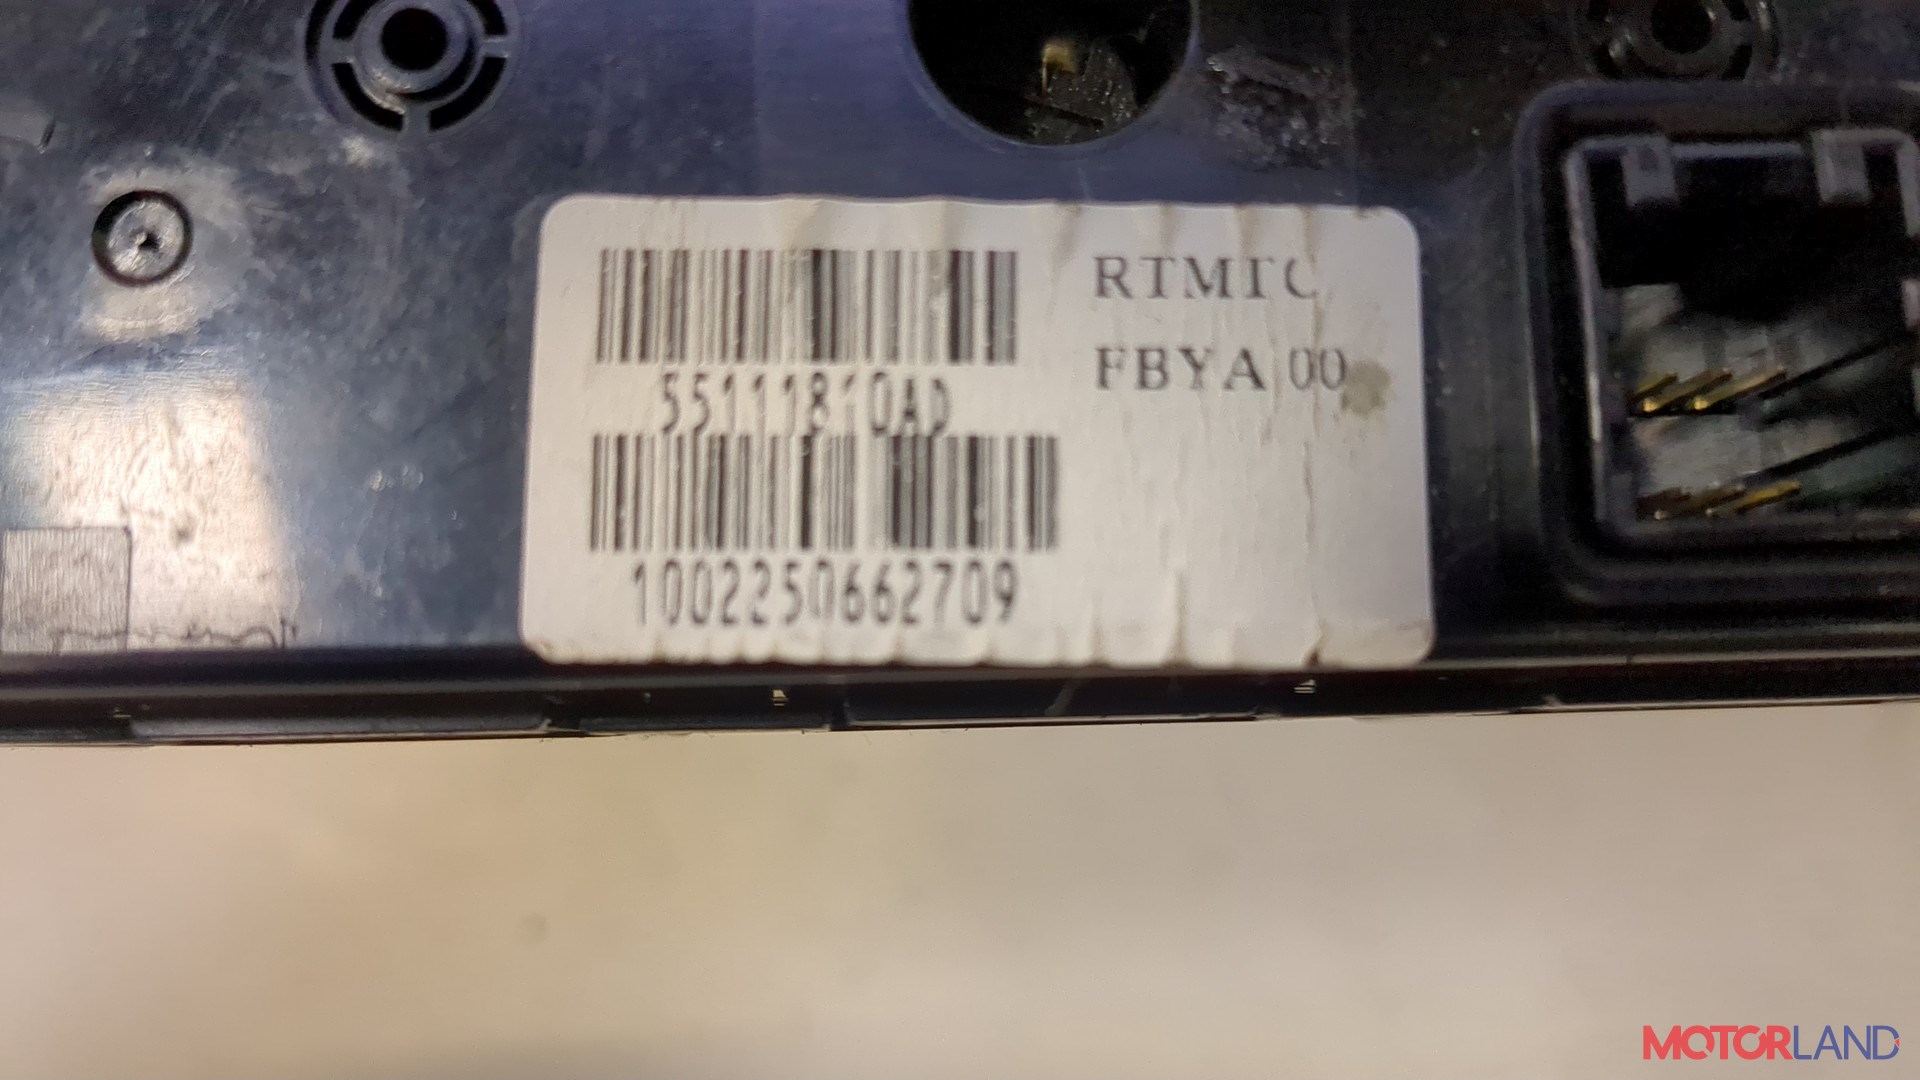 RTMTC
FBYA 00
55111810AD
1002250662709
MOTORLAND